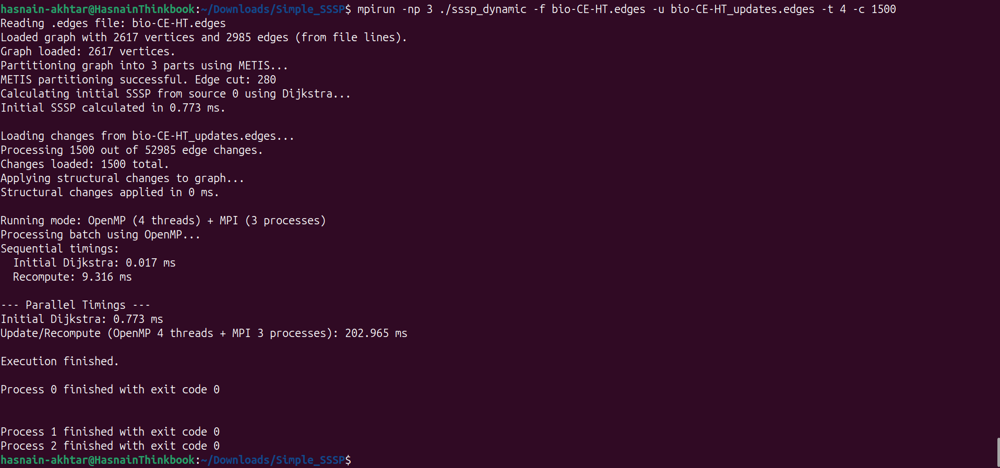 hasnain-akhtar@HasnainThinkbook:~/Downloads/Simple_SSSP$ mpirun -np 3 ./sssp_dynamic -f bio-CE-HT.edges -u bio-CE-HT_updates.edges -t 4 -c 1500
Reading .edges file: bio-CE-HT.edges
Loaded graph with 2617 vertices and 2985 edges (from file lines).
Graph loaded: 2617 vertices.
Partitioning graph into 3 parts using METIS...
METIS partitioning successful. Edge cut: 280
Calculating initial SSSP from source 0 using Dijkstra...
Initial SSSP calculated in 0.773 ms.

Loading changes from bio-CE-HT_updates.edges...
Processing 1500 out of 52985 edge changes.
Changes loaded: 1500 total.
Applying structural changes to graph...
Structural changes applied in 0 ms.

Running mode: OpenMP (4 threads) + MPI (3 processes)
Processing batch using OpenMP...
Sequential timings:
  Initial Dijkstra: 0.017 ms
  Recompute: 9.316 ms

--- Parallel Timings ---
Initial Dijkstra: 0.773 ms
Update/Recompute (OpenMP 4 threads + MPI 3 processes): 202.965 ms

Execution finished.

Process 0 finished with exit code 0


Process 1 finished with exit code 0
Process 2 finished with exit code 0
hasnain-akhtar@HasnainThinkbook:~/Downloads/Simple_SSSP$